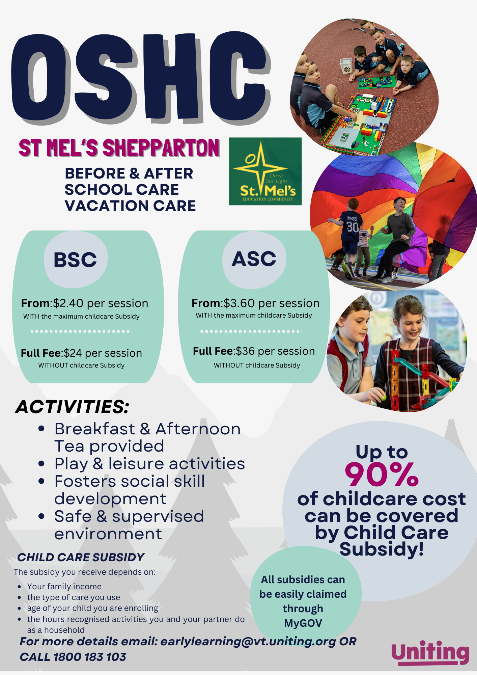 OSHC
ST MEL'S SHEPPARTON
BEFORE & AFTER
SCHOOL CARE
VACATION CARE
Christ
Our Light
St. Mel's
EDUCATION COMMUNITY
BSC
From:$2.40 per session
WITH the maximum childcare Subsidy
Full Fee:$24 per session
WITHOUT childcare Subsidy
ASC
From:$3.60 per session
WITH the maximum childcare Subsidy
Full Fee:$36 per session
WITHOUT childcare Subsidy
30
ACTIVITIES:
• Breakfast & Afternoon
Tea provided
• Play & leisure activities
• Fosters social skill
development
• Safe & supervised
environment
Up to
90%
of childcare cost
can be covered
by Child Care
Subsidy!
CHILD CARE SUBSIDY
The subsidy you receive depends on:
• Your family income
• the type of care you use
• age of your child you are enrolling
• the hours recognised activities you and your partner do
as a household
All subsidies can
be easily claimed
through
MyGOV
For more details email: earlylearning@vt.uniting.org OR
CALL 1800 183 103
Uniting